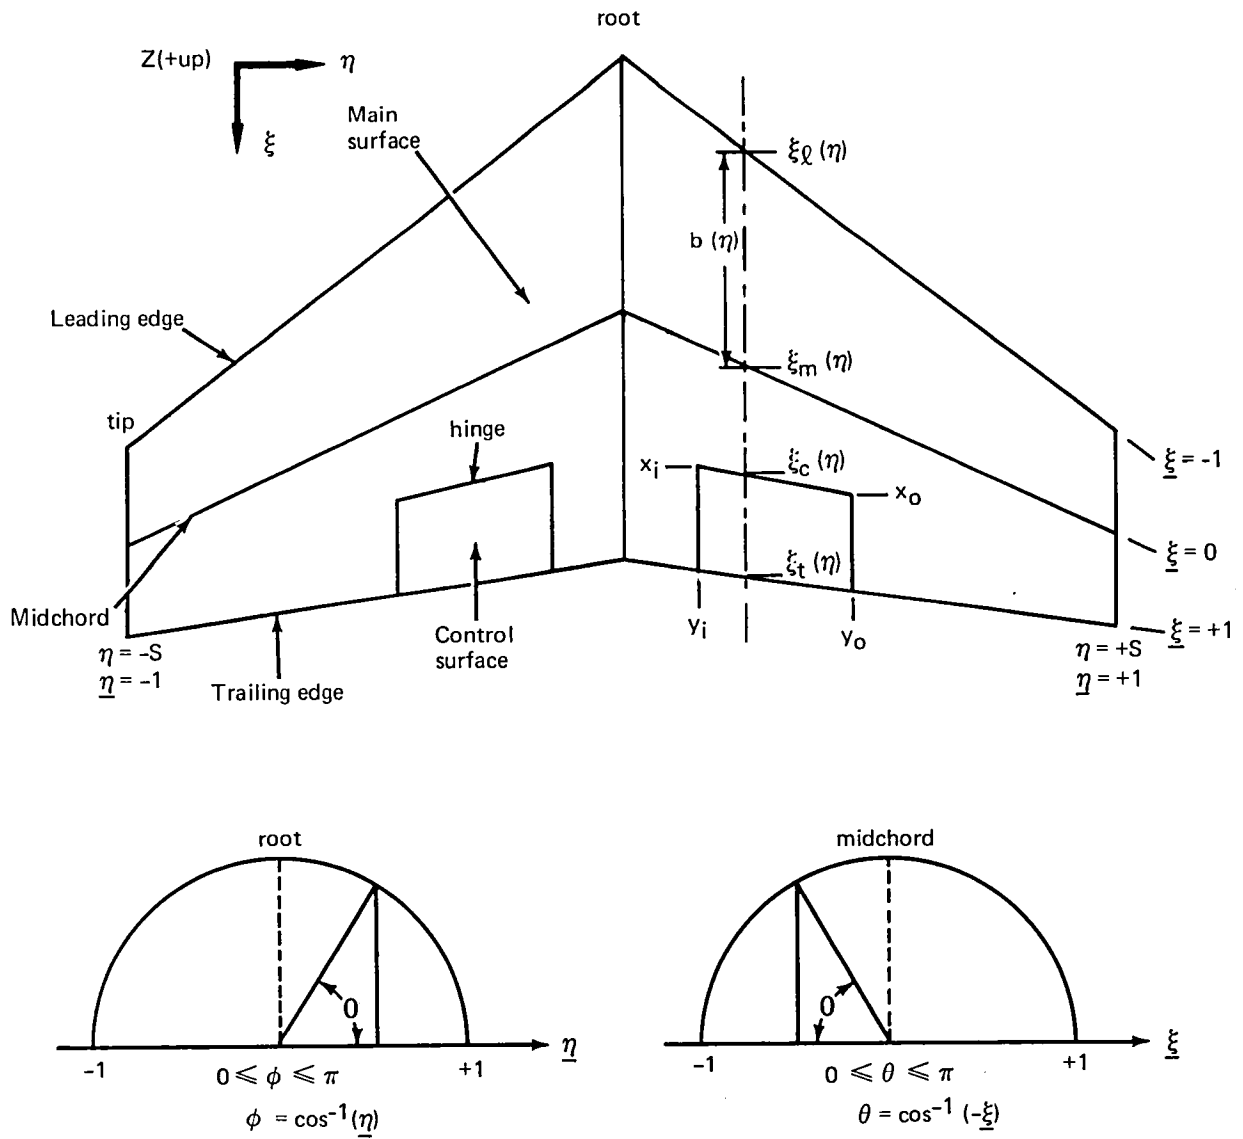 root
Z(+up)
η
ξ
Main
surface
ξℓ (η)
b (η)
Leading edge
ξm (η)
tip
hinge
xi
ξc (η)
xo
ξ = -1
ξ = 0
ξt (η)
Midchord
Control
surface
yi
yo
ξ = +1
η = -S
η = -1
Trailing edge
η = +S
η = +1
root
midchord
0
0
η
ξ
-1
+1
-1
+1
0 ⩽ ϕ ⩽ π
0 ⩽ θ ⩽ π
ϕ = cos⁻¹(η)
θ = cos⁻¹ (-ξ)